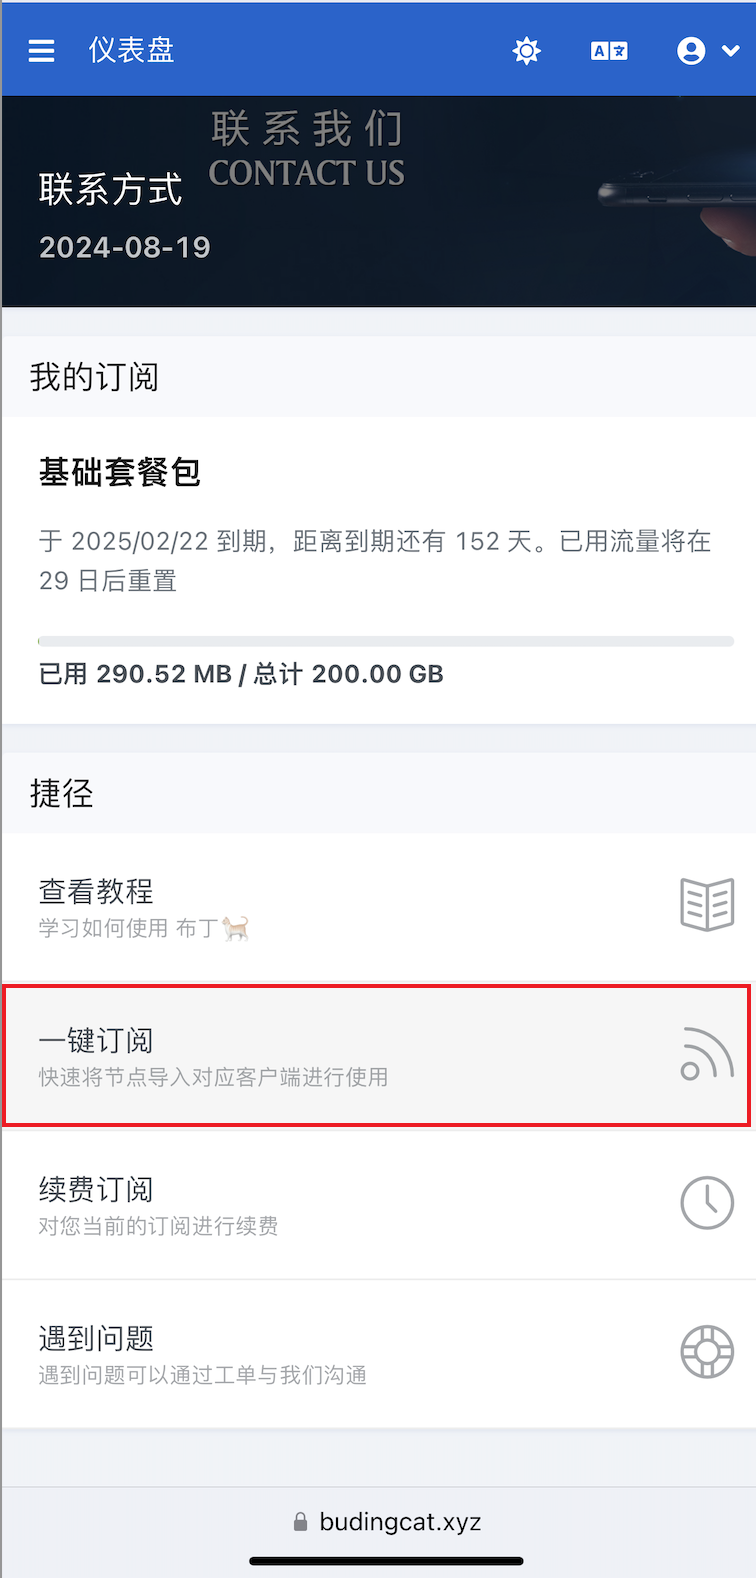 仪表盘
联系我们
CONTACT US
联系方式
2024-08-19
我的订阅
基础套餐包
于 2025/02/22 到期，距离到期还有 152 天。已用流量将在
29 日后重置
已用 290.52 MB / 总计 200.00 GB
捷径
查看教程
学习如何使用 布丁🐈
一键订阅
快速将节点导入对应客户端进行使用
续费订阅
对您当前的订阅进行续费
遇到问题
遇到问题可以通过工单与我们沟通
budingcat.xyz